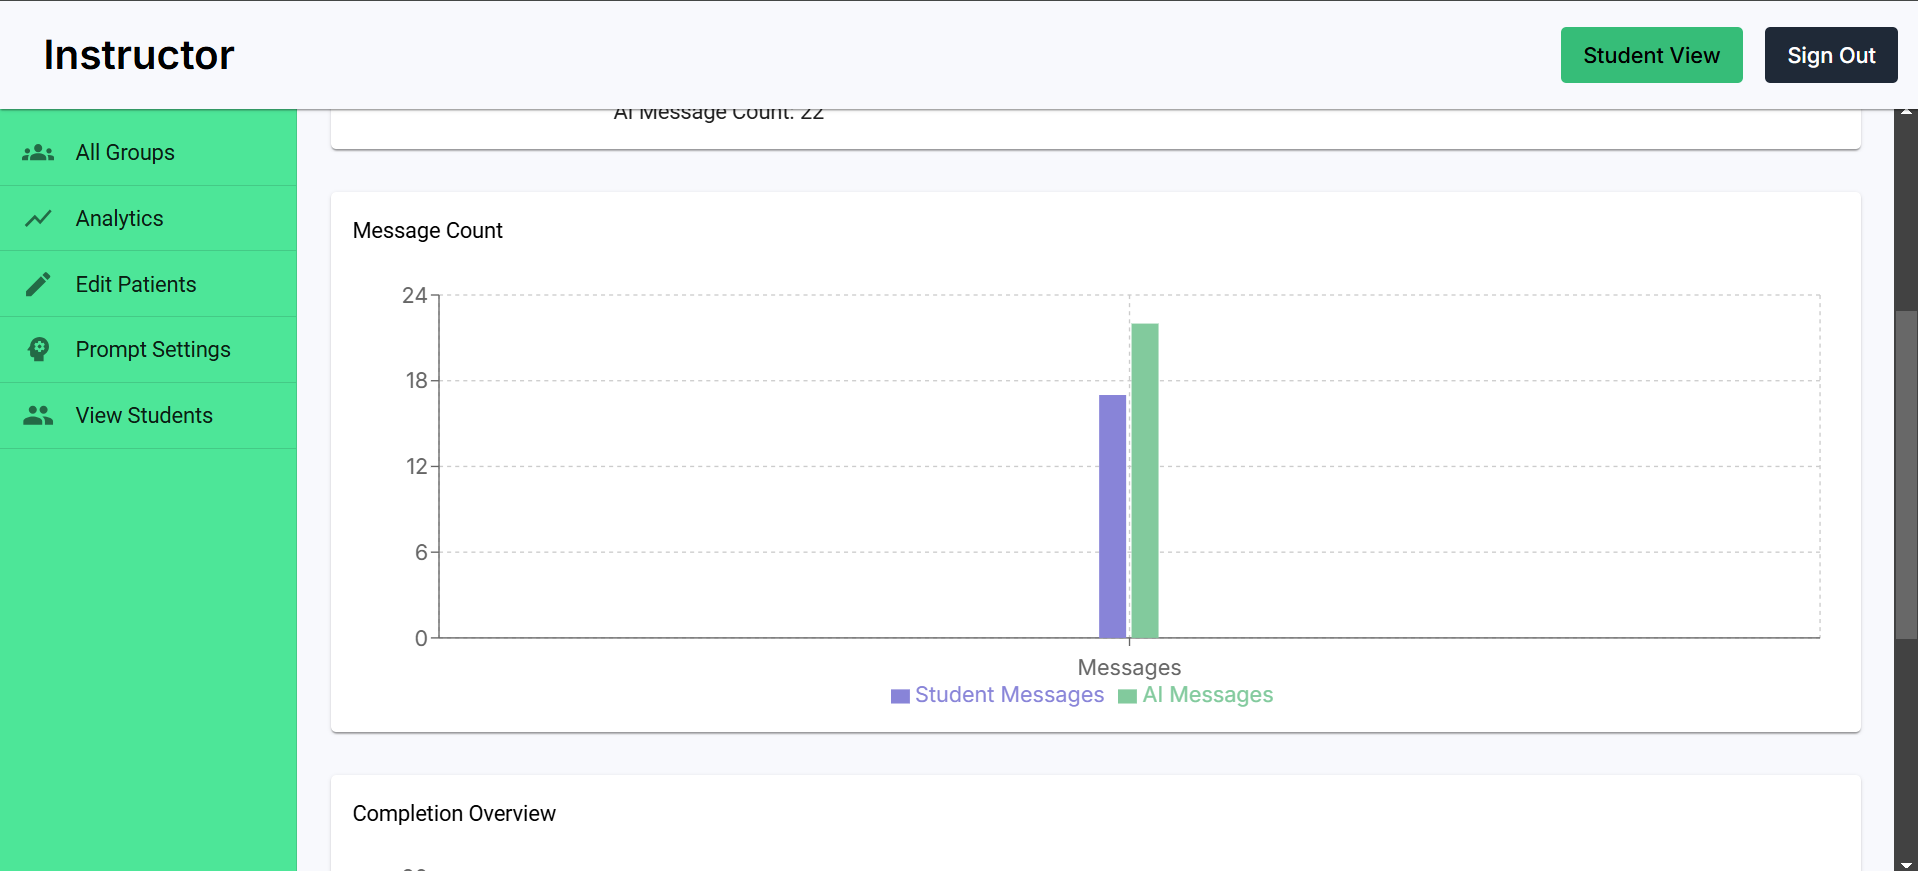 Instructor
Student View
Sign Out
All Groups
Analytics
Edit Patients
Prompt Settings
View Students
AI Message Count: 22
Message Count
24
18
12
6
0
Messages
Student Messages
AI Messages
Completion Overview